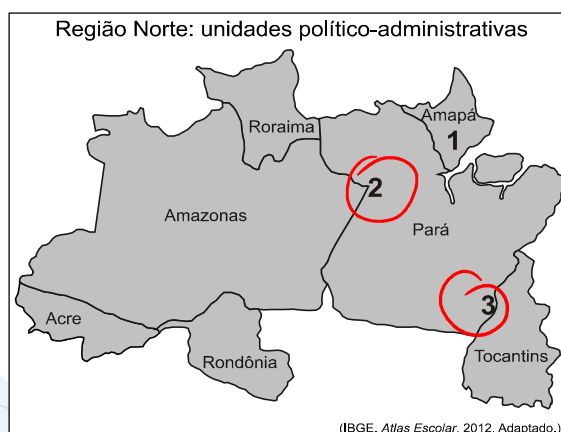 Região Norte: unidades político-administrativas
Roraima
Amapá
1
2
Amazonas
Pará
3
Acre
Rondônia
Tocantins
(IBGE. Atlas Escolar, 2012. Adaptado.)